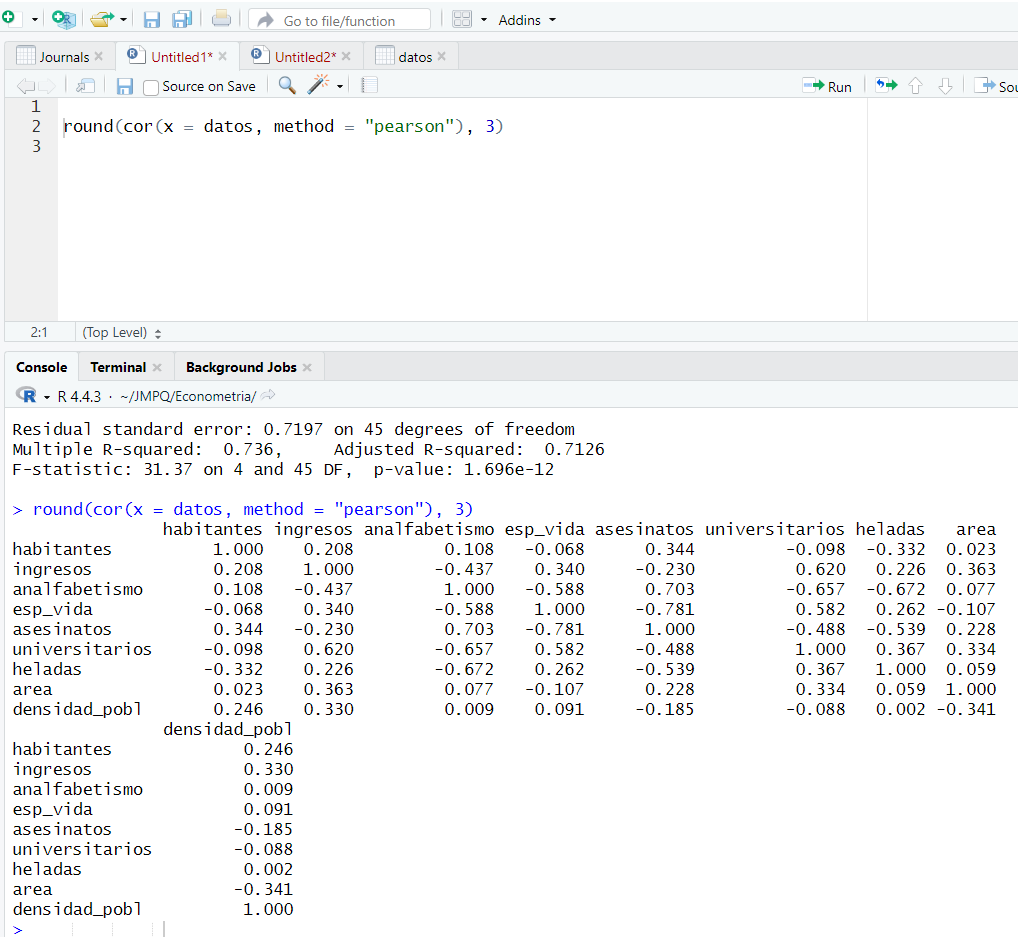 Go to file/function
Addins
Journals
Untitled1*
Untitled2*
datos
Source on Save
Run
Sou
1
2 round(cor(x = datos, method = "pearson"), 3)
3
2:1 (Top Level)
Console Terminal Background Jobs
R 4.4.3 · ~/JMPQ/Econometria/
Residual standard error: 0.7197 on 45 degrees of freedom
Multiple R-squared:  0.736,     Adjusted R-squared:  0.7126
F-statistic: 31.37 on 4 and 45 DF,  p-value: 1.696e-12
> round(cor(x = datos, method = "pearson"), 3)
habitantes ingresos analfabetismo esp_vida asesinatos universitarios heladas area
habitantes 1.000 0.208 0.108 -0.068 0.344 -0.098 -0.332 0.023
ingresos 0.208 1.000 -0.437 0.340 -0.230 0.620 0.226 0.363
analfabetismo 0.108 -0.437 1.000 -0.588 0.703 -0.657 -0.672 0.077
esp_vida -0.068 0.340 -0.588 1.000 -0.781 0.582 0.262 -0.107
asesinatos 0.344 -0.230 0.703 -0.781 1.000 -0.488 -0.539 0.228
universitarios -0.098 0.620 -0.657 0.582 -0.488 1.000 0.367 0.334
heladas -0.332 0.226 -0.672 0.262 -0.539 0.367 1.000 0.059
area 0.023 0.363 0.077 -0.107 0.228 0.334 0.059 1.000
densidad_pobl 0.246 0.330 0.009 0.091 -0.185 -0.088 0.002 -0.341
densidad_pobl
habitantes 0.246
ingresos 0.330
analfabetismo 0.009
esp_vida 0.091
asesinatos -0.185
universitarios -0.088
heladas 0.002
area -0.341
densidad_pobl 1.000
>